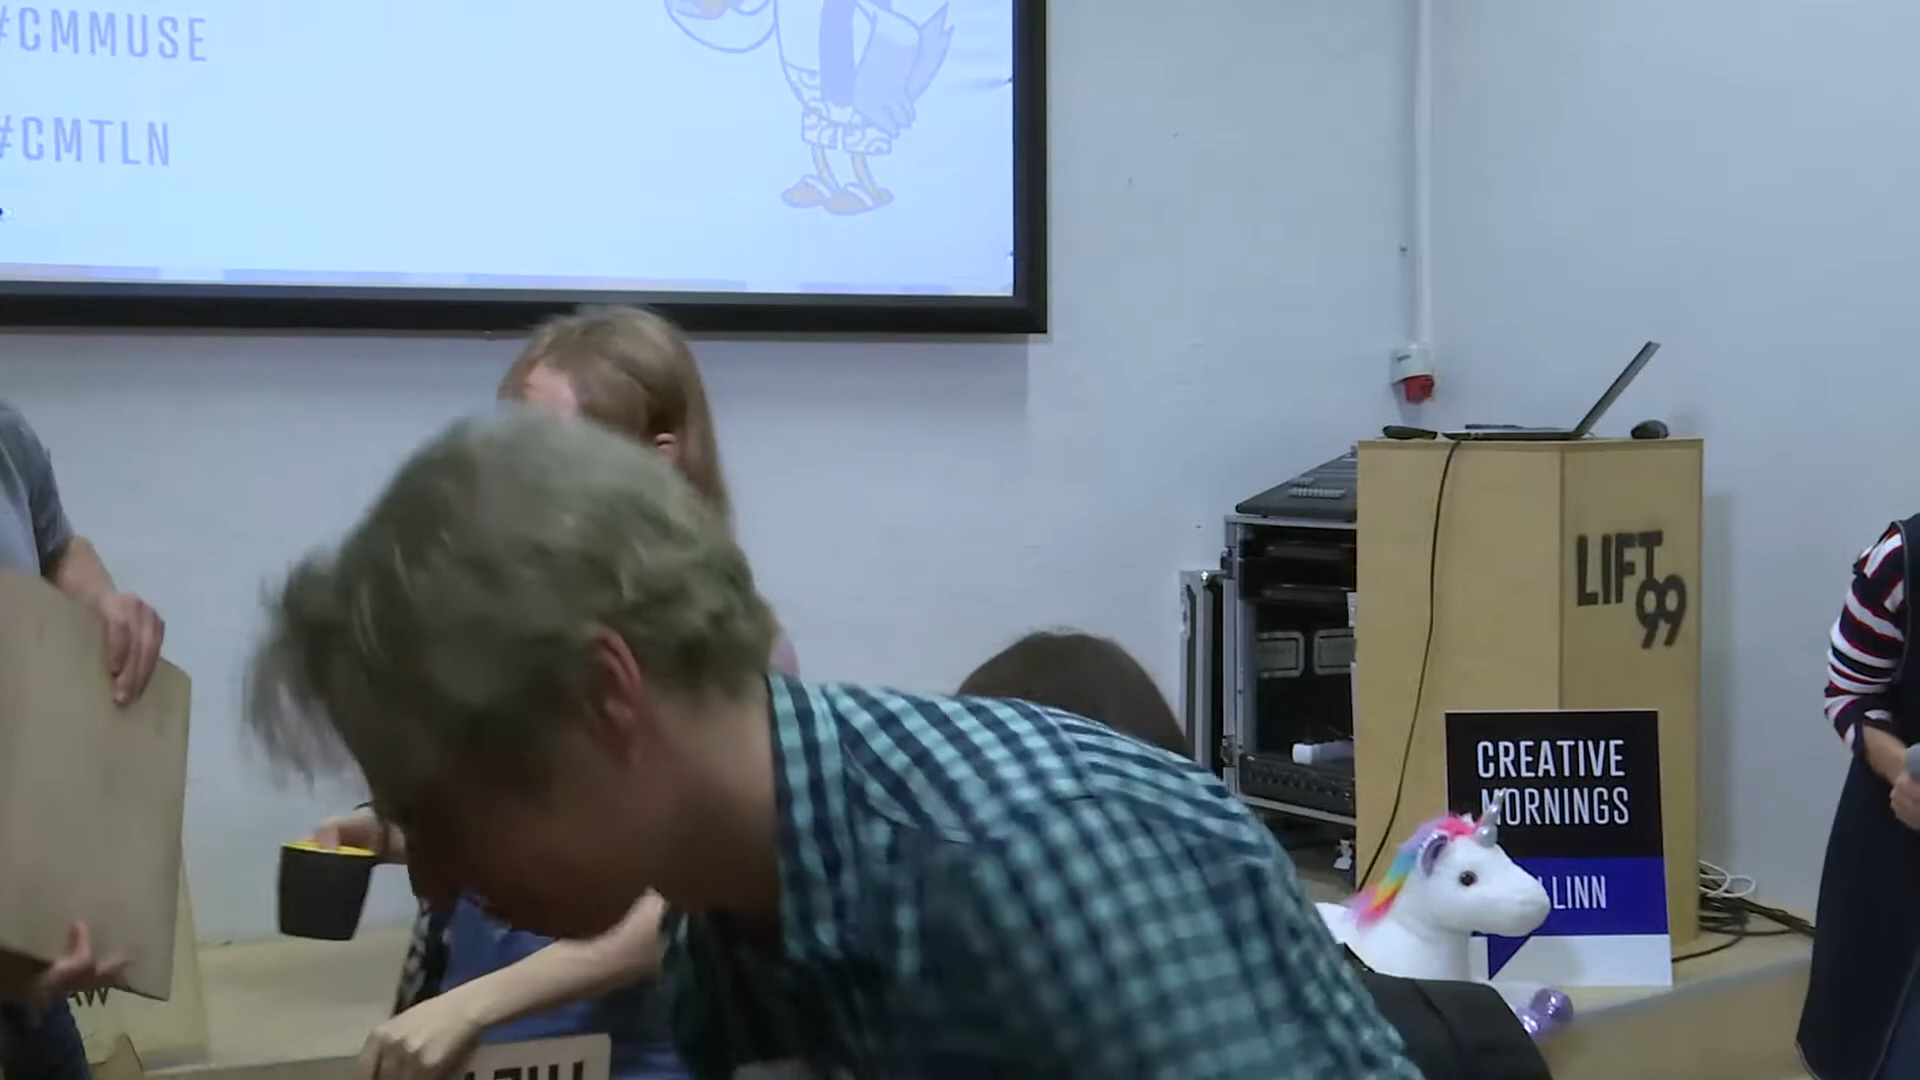 #CMMUSE
#CMTLN
LIFT
99
CREATIVE
MORNINGS
LINN